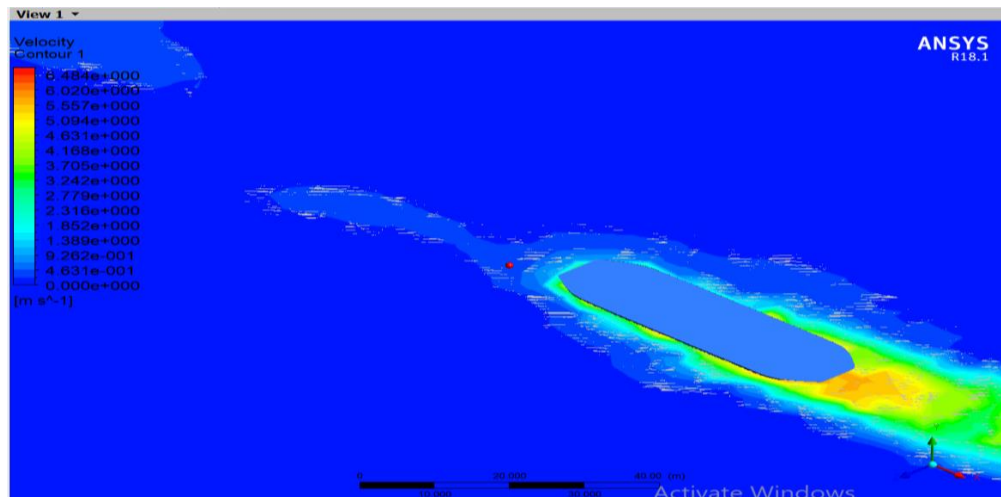 View 1
Velocity
Contour 1
6.484e+000
6.020e+000
5.557e+000
5.094e+000
4.631e+000
4.168e+000
3.705e+000
3.242e+000
2.779e+000
2.316e+000
1.852e+000
1.389e+000
9.262e-001
4.631e-001
0.000e+000
[m s^-1]
ANSYS
R18.1
0 20.000 40.00 (m)
10.000 30.000
Activate Windows